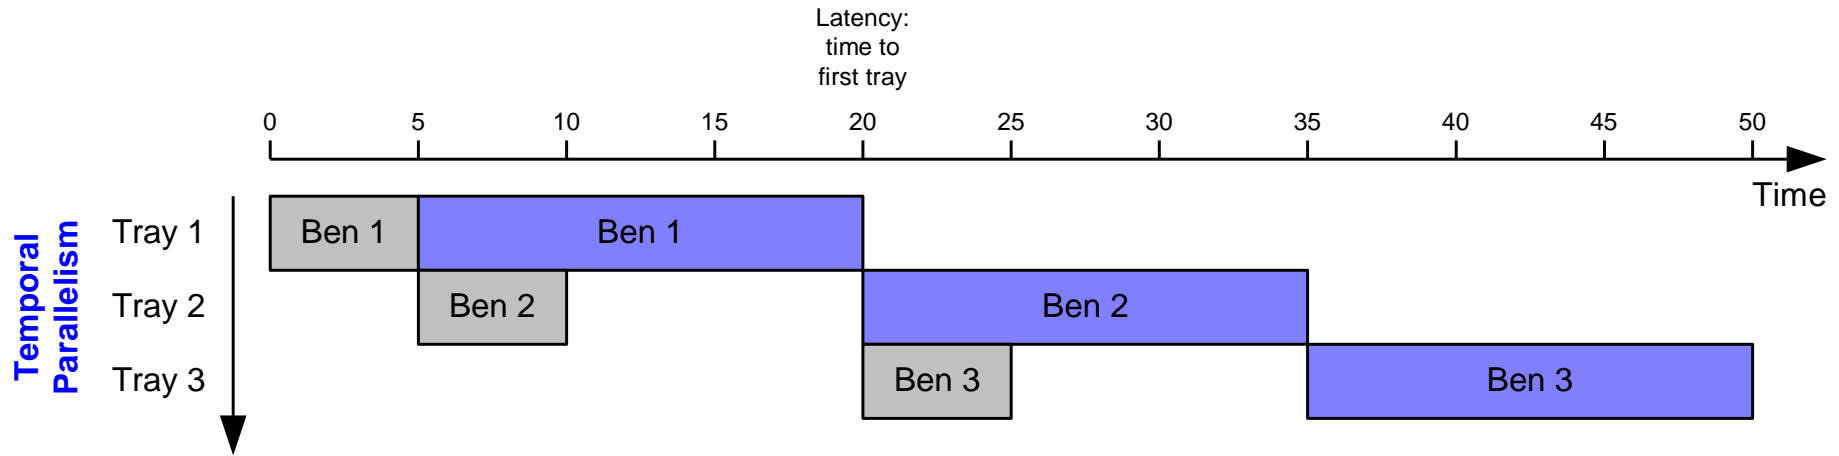 Latency:
time to
first tray
0 5 10 15 20 25 30 35 40 45 50
Time
Temporal
Parallelism
Tray 1 Ben 1 Ben 1
Tray 2 Ben 2 Ben 2
Tray 3 Ben 3 Ben 3